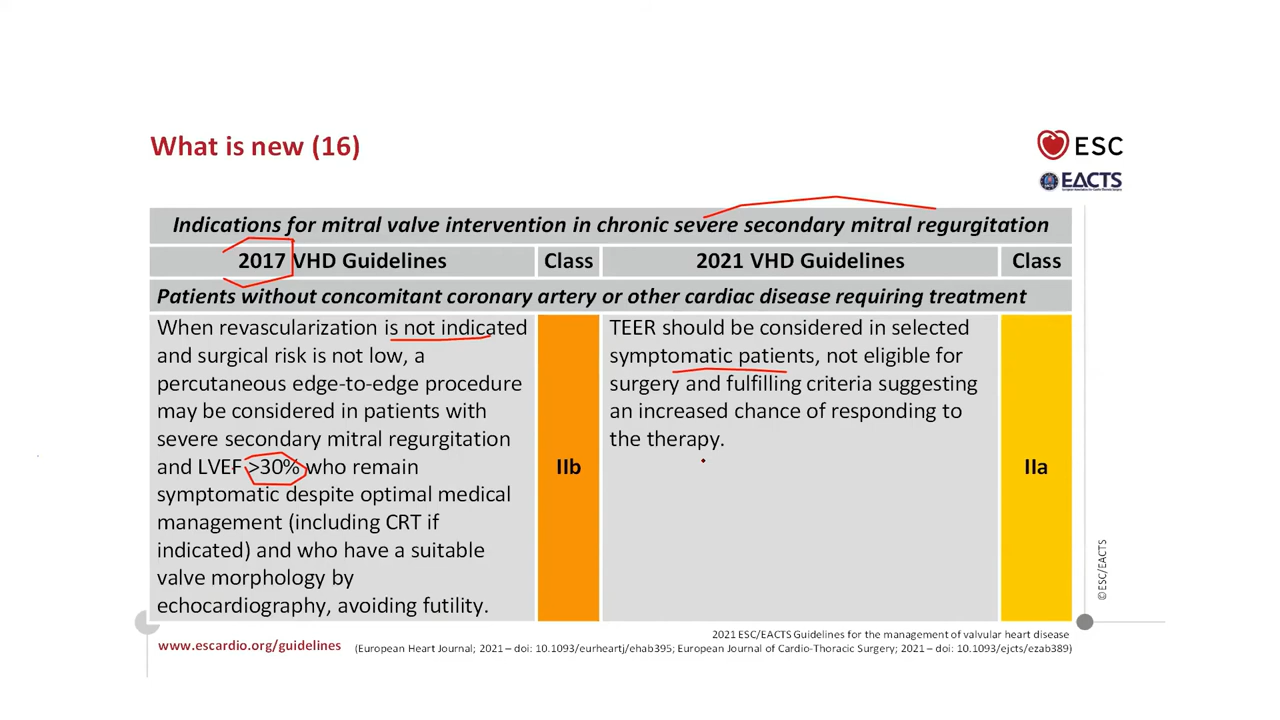 What is new (16)
ESC
EACTS
Indications for mitral valve intervention in chronic severe secondary mitral regurgitation
2017 VHD Guidelines
Class
2021 VHD Guidelines
Class
Patients without concomitant coronary artery or other cardiac disease requiring treatment
When revascularization is not indicated
and surgical risk is not low, a
percutaneous edge-to-edge procedure
may be considered in patients with
severe secondary mitral regurgitation
and LVEF >30% who remain
symptomatic despite optimal medical
management (including CRT if
indicated) and who have a suitable
valve morphology by
echocardiography, avoiding futility.
IIb
TEER should be considered in selected
symptomatic patients, not eligible for
surgery and fulfilling criteria suggesting
an increased chance of responding to
the therapy.
IIa
©ESC/EACTS
www.escardio.org/guidelines
2021 ESC/EACTS Guidelines for the management of valvular heart disease
(European Heart Journal; 2021 – doi: 10.1093/eurheartj/ehab395; European Journal of Cardio-Thoracic Surgery; 2021 – doi: 10.1093/ejcts/ezab389)